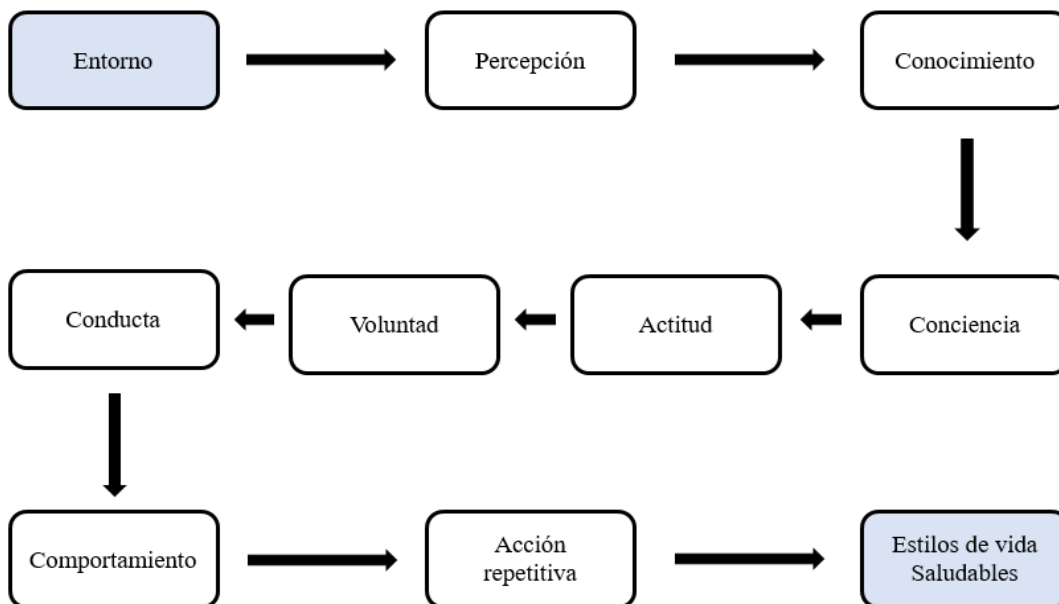 Entorno
Percepción
Conocimiento
Conciencia
Actitud
Voluntad
Conducta
Comportamiento
Acción
repetitiva
Estilos de vida
Saludables